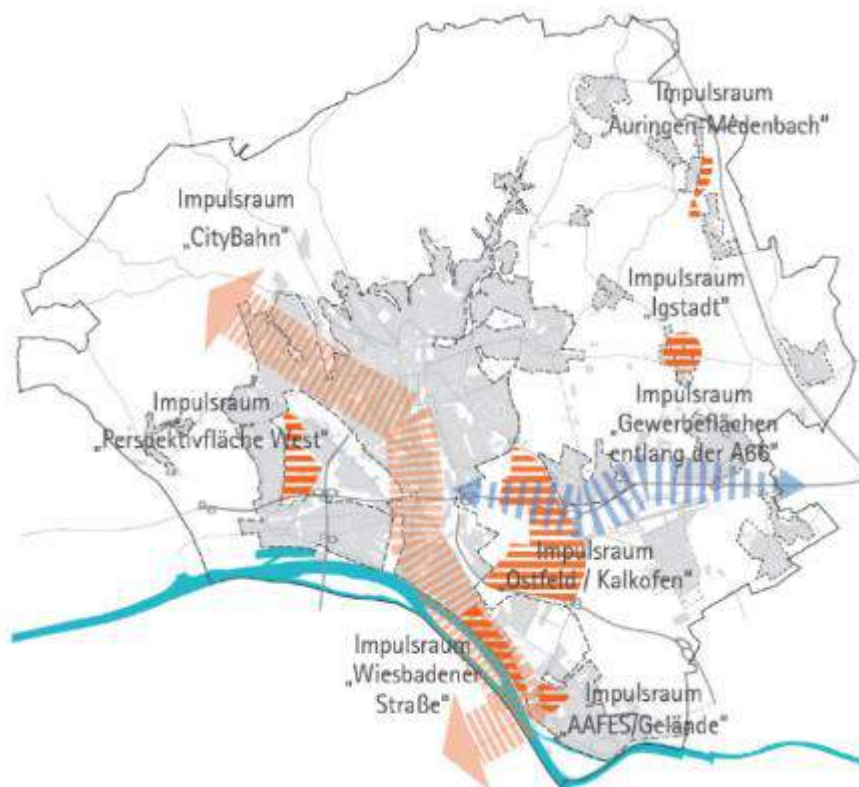 Impulsraum
„Auringen-Medenbach“
Impulsraum
„CityBahn“
Impulsraum
„Igstadt“
Impulsraum
„Perspektivfläche West“
Impulsraum
„Gewerbeflächen
entlang der A66“
Impulsraum
Ostfeld / Kalkofen“
Impulsraum
„Wiesbadener
Straße“
Impulsraum
„AAFES/Gelände“